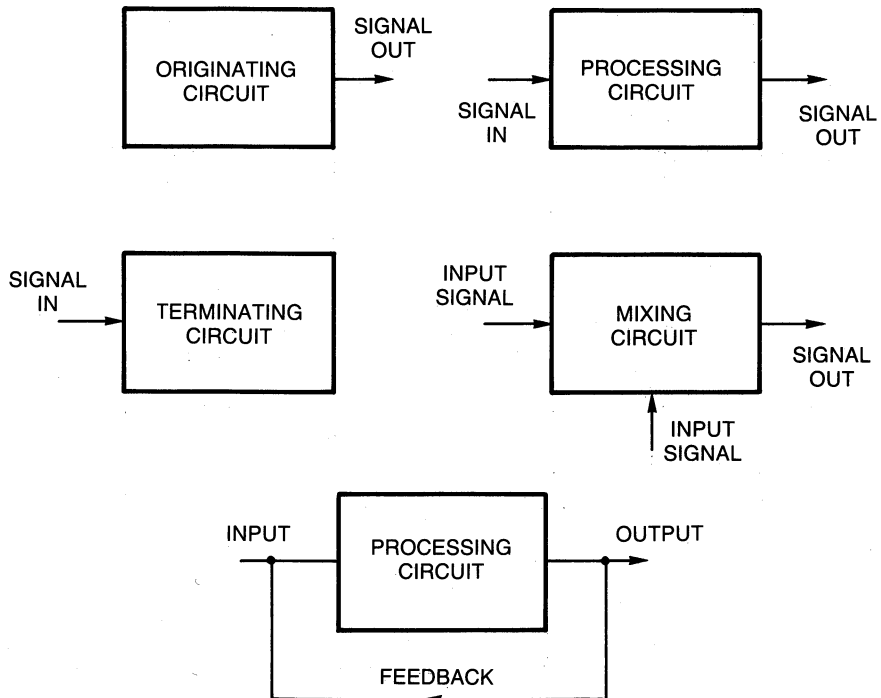 ORIGINATING
CIRCUIT
SIGNAL
OUT
PROCESSING
CIRCUIT
SIGNAL
IN
SIGNAL
OUT
SIGNAL
IN
TERMINATING
CIRCUIT
INPUT
SIGNAL
MIXING
CIRCUIT
SIGNAL
OUT
INPUT
SIGNAL
INPUT
PROCESSING
CIRCUIT
OUTPUT
FEEDBACK